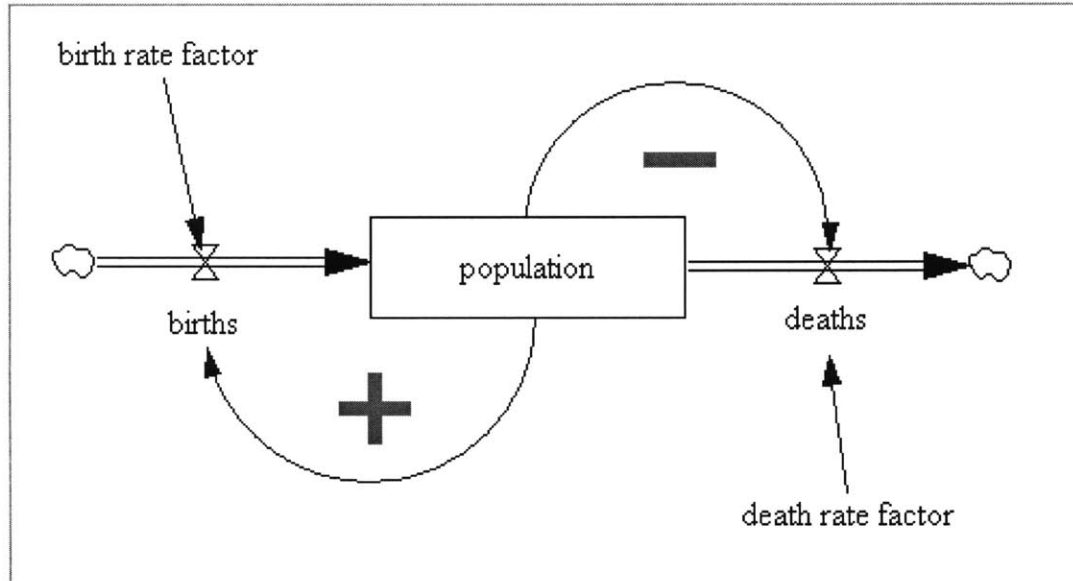 birth rate factor
population
births
deaths
death rate factor